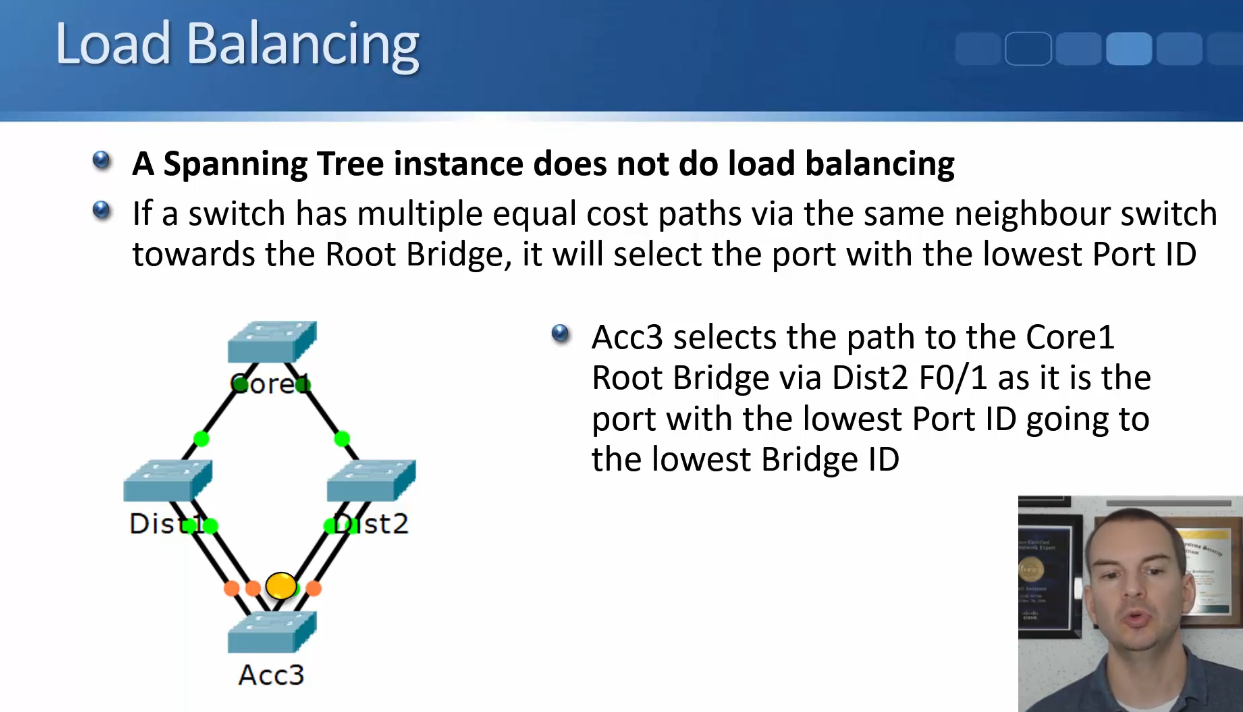 Load Balancing
A Spanning Tree instance does not do load balancing
If a switch has multiple equal cost paths via the same neighbour switch
towards the Root Bridge, it will select the port with the lowest Port ID
Acc3 selects the path to the Core1
Root Bridge via Dist2 F0/1 as it is the
port with the lowest Port ID going to
the lowest Bridge ID
Core1
Dist1
Dist2
Acc3